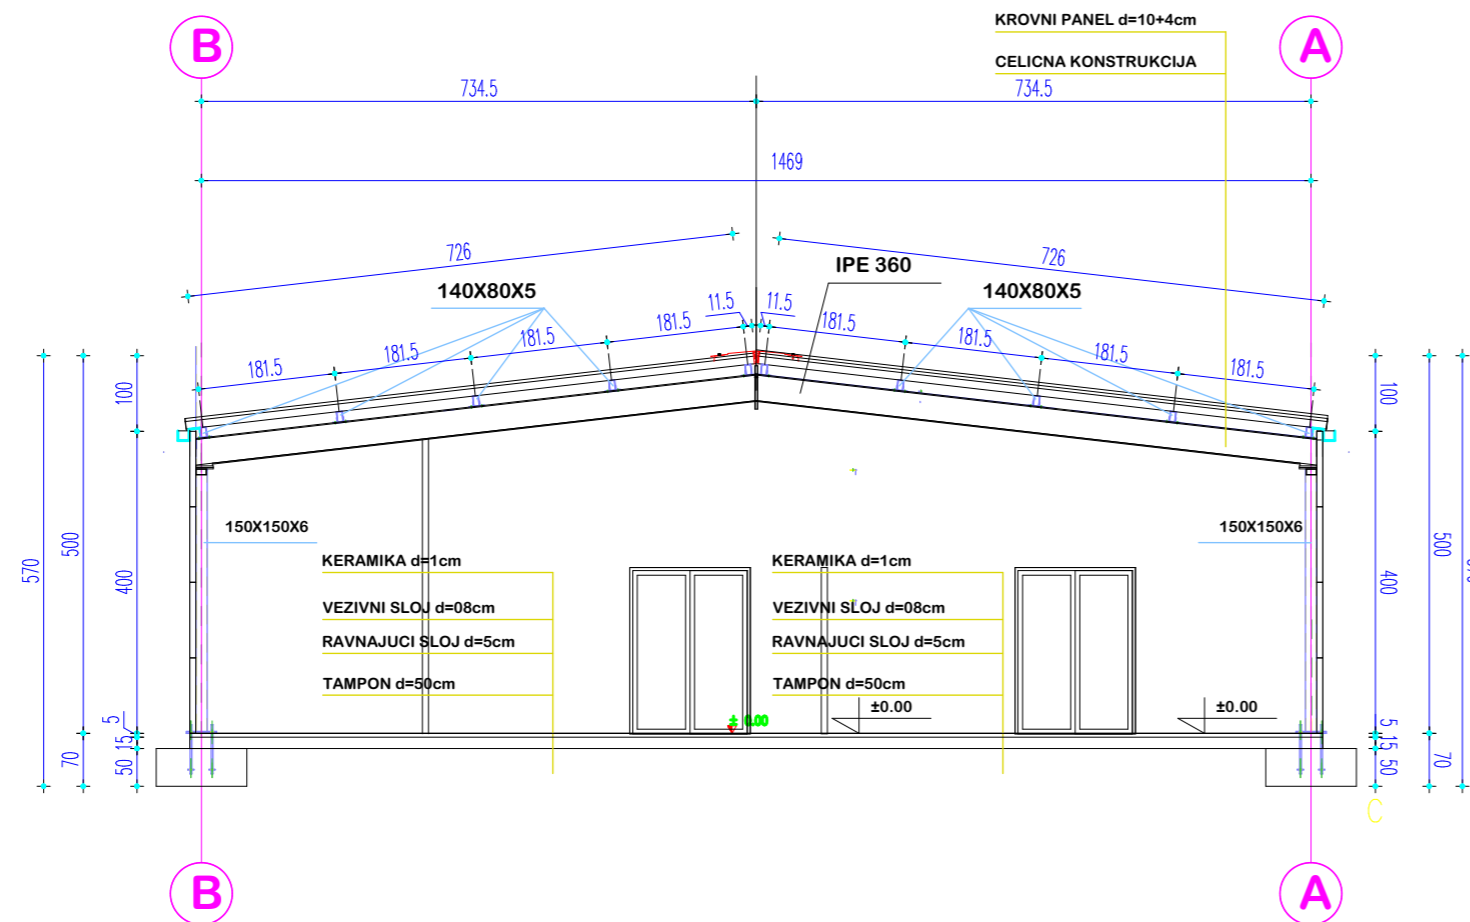 B
A
KROVNI PANEL d=10+4cm
CELICNA KONSTRUKCIJA
734.5
734.5
1469
726
726
IPE 360
140X80X5
140X80X5
11.5
11.5
181.5
181.5
181.5
181.5
181.5
181.5
181.5
181.5
100
100
570
500
400
500
400
150X150X6
150X150X6
KERAMIKA d=1cm
VEZIVNI SLOJ d=08cm
RAVNAJUCI SLOJ d=5cm
TAMPON d=50cm
KERAMIKA d=1cm
VEZIVNI SLOJ d=08cm
RAVNAJUCI SLOJ d=5cm
TAMPON d=50cm
± 0.00
±0.00
±0.00
5
15
50
70
5
15
50
70
C
B
A